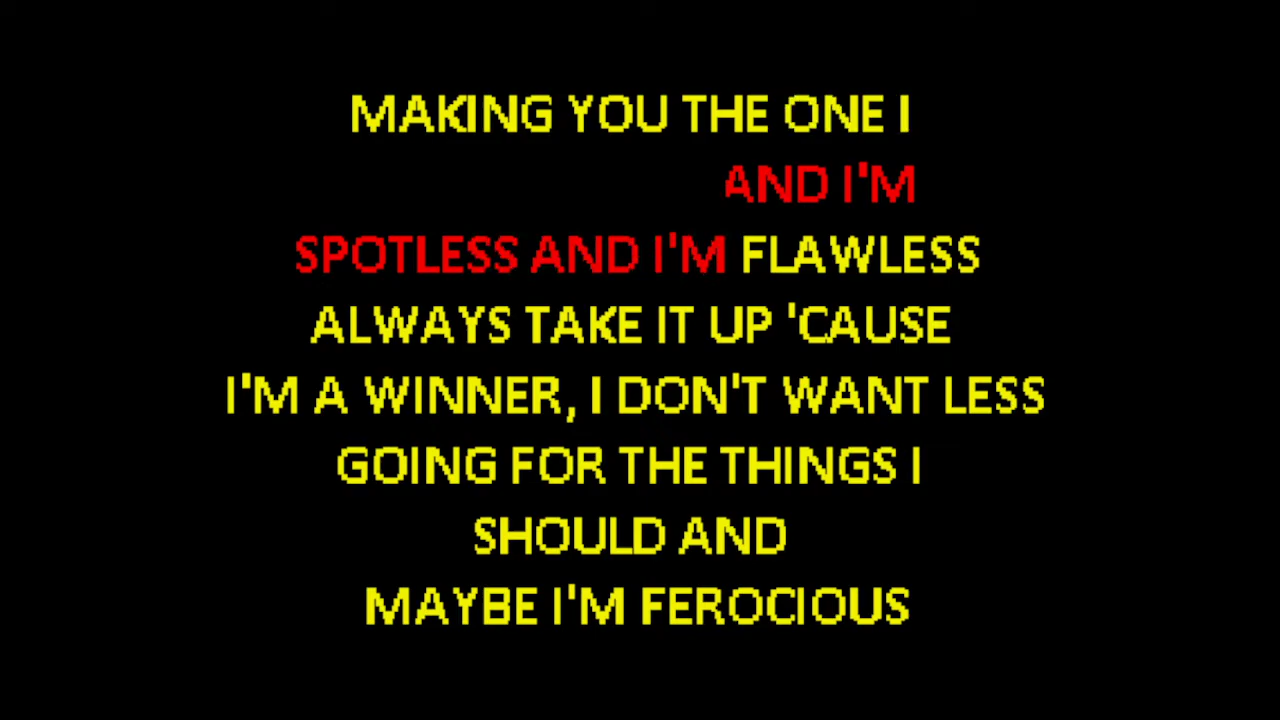 MAKING YOU THE ONE I
AND I'M
SPOTLESS AND I'M FLAWLESS
ALWAYS TAKE IT UP 'CAUSE
I'M A WINNER, I DON'T WANT LESS
GOING FOR THE THINGS I
SHOULD AND
MAYBE I'M FEROCIOUS